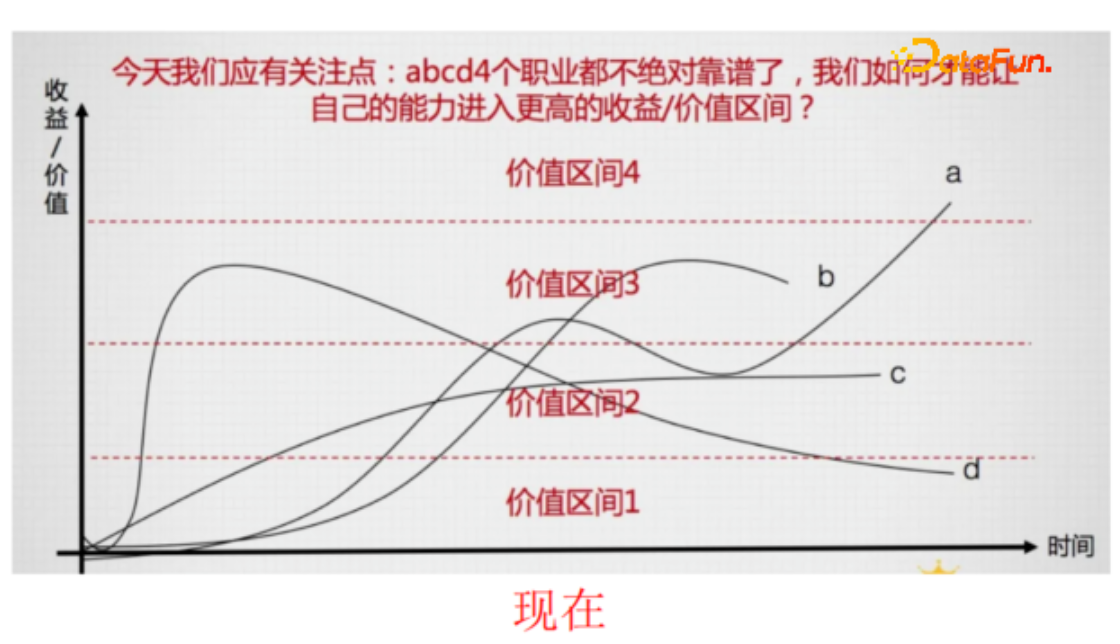 今天我们应有关注点：abcd4个职业都不绝对靠谱了，我们如何才能让
自己的能力进入更高的收益/价值区间？
DataFun.
收益/价值
价值区间4
a
价值区间3
b
c
价值区间2
d
价值区间1
时间
现在